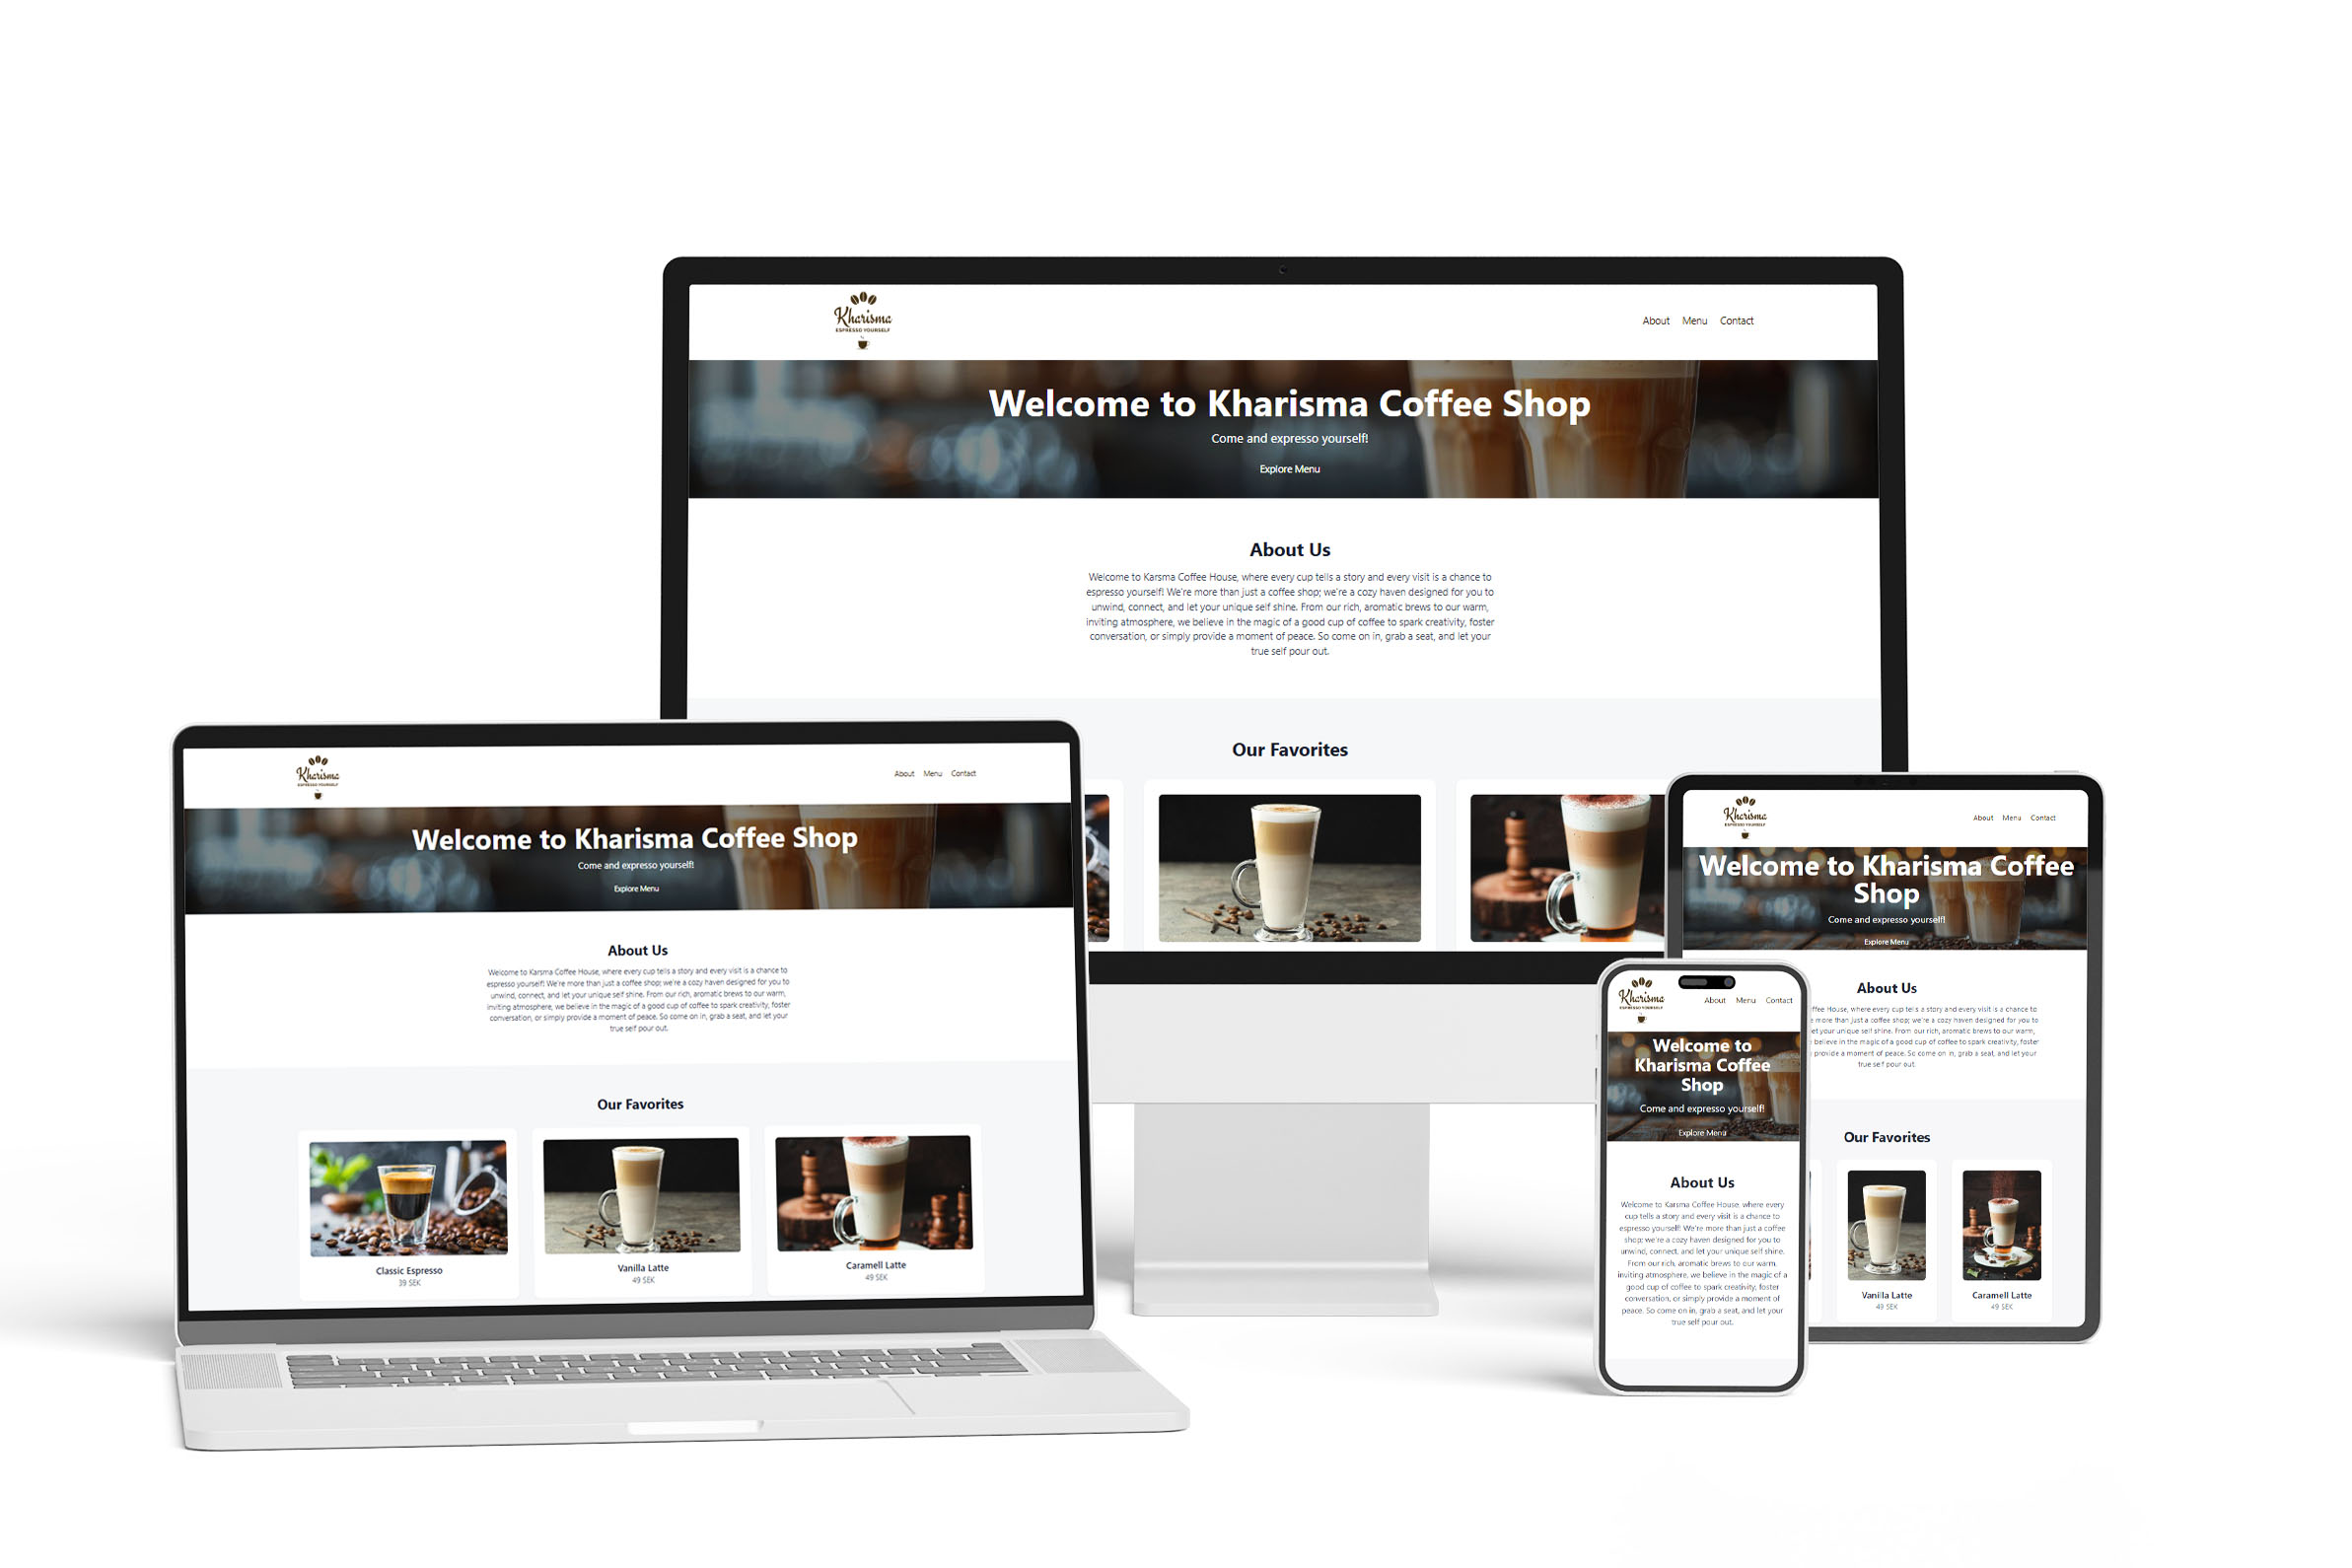 Kharisma
ESPRESSO YOURSELF
About Menu Contact
Welcome to Kharisma Coffee Shop
Come and expresso yourself!
Explore Menu
About Us
Welcome to Karsma Coffee House, where every cup tells a story and every visit is a chance to
espresso yourself! We're more than just a coffee shop; we're a cozy haven designed for you to
unwind, connect, and let your unique self shine. From our rich, aromatic brews to our warm,
inviting atmosphere, we believe in the magic of a good cup of coffee to spark creativity, foster
conversation, or simply provide a moment of peace. So come on in, grab a seat, and let your
true self pour out.
Our Favorites
Kharisma
ESPRESSO YOURSELF
About Menu Contact
Welcome to Kharisma Coffee Shop
Come and expresso yourself!
Explore Menu
About Us
Welcome to Karsma Coffee House, where every cup tells a story and every visit is a chance to
espresso yourself! We're more than just a coffee shop; we're a cozy haven designed for you to
unwind, connect, and let your unique self shine. From our rich, aromatic brews to our warm,
inviting atmosphere, we believe in the magic of a good cup of coffee to spark creativity, foster
conversation, or simply provide a moment of peace. So come on in, grab a seat, and let your
true self pour out.
Our Favorites
Classic Espresso
39 SEK
Vanilla Latte
49 SEK
Caramell Latte
49 SEK
Kharisma
ESPRESSO YOURSELF
About Menu Contact
Welcome to Kharisma Coffee
Shop
Come and expresso yourself!
Explore Menu
About Us
ffee House, where every cup tells a story and every visit is a chance to
more than just a coffee shop; we're a cozy haven designed for you to
et your unique self shine. From our rich, aromatic brews to our warm,
believe in the magic of a good cup of coffee to spark creativity, foster
provide a moment of peace. So come on in, grab a seat, and let your
true self pour out.
Our Favorites
Vanilla Latte
49 SEK
Caramell Latte
49 SEK
Kharisma
ESPRESSO YOURSELF
About Menu Contact
Welcome to
Kharisma Coffee
Shop
Come and expresso yourself!
Explore Menu
About Us
Welcome to Karsma Coffee House, where every
cup tells a story and every visit is a chance to
espresso yourself! We're more than just a coffee
shop; we're a cozy haven designed for you to
unwind, connect, and let your unique self shine.
From our rich, aromatic brews to our warm,
inviting atmosphere, we believe in the magic of a
good cup of coffee to spark creativity, foster
conversation, or simply provide a moment of
peace. So come on in, grab a seat, and let your
true self pour out.